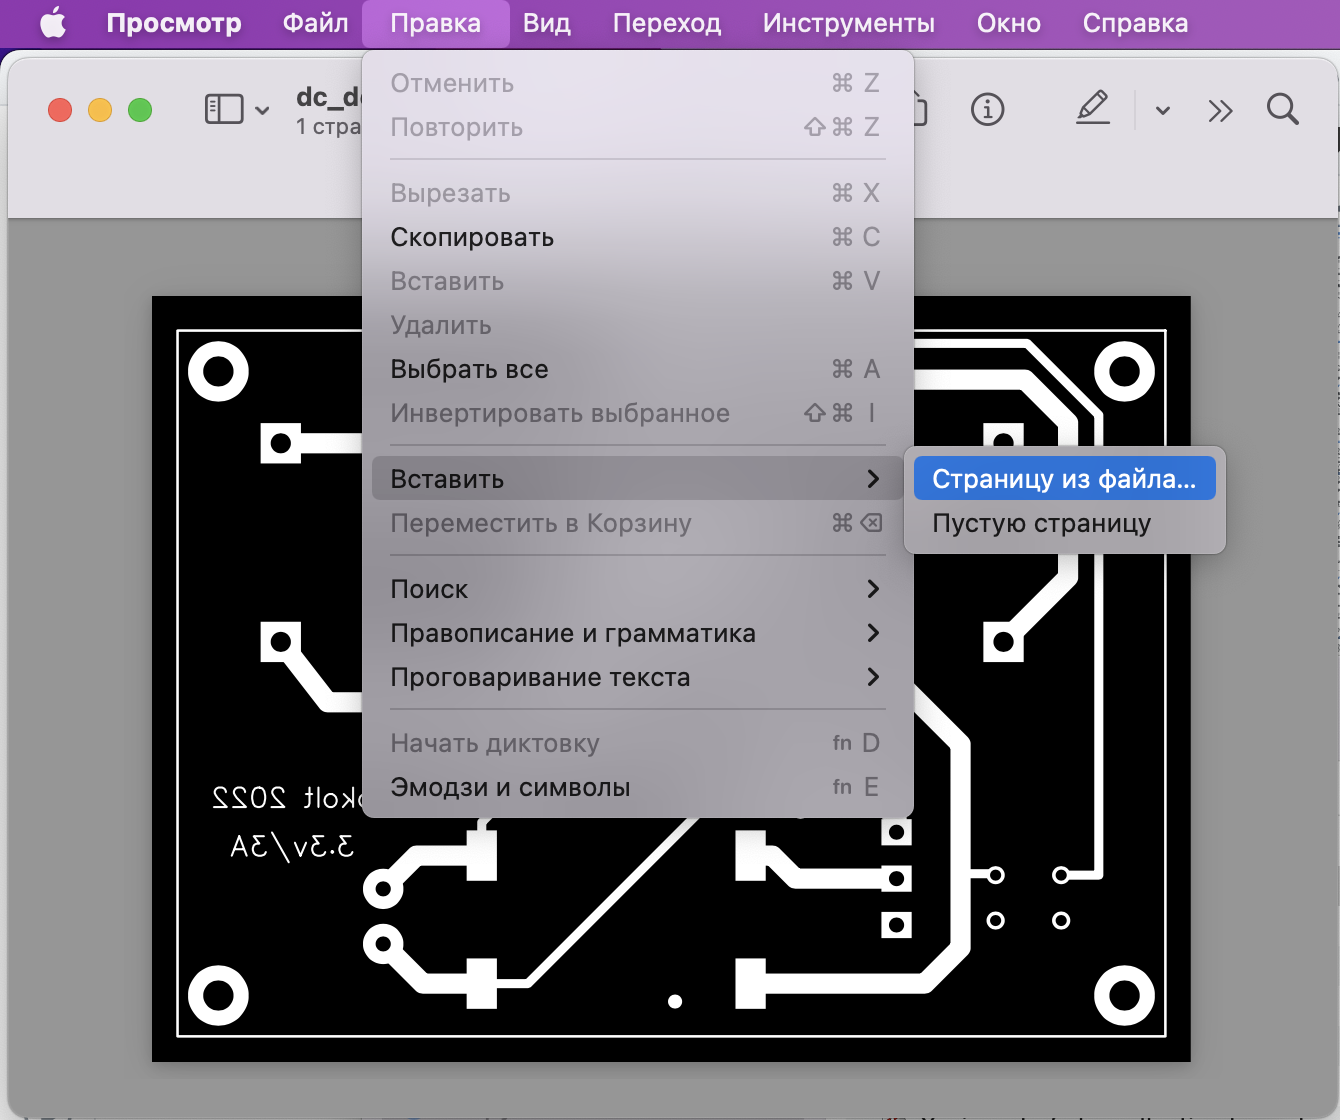 Просмотр Файл Правка Вид Переход Инструменты Окно Справка
1 стра
Отменить ⌘ Z
Повторить ⇧⌘ Z
Вырезать ⌘ X
Скопировать ⌘ C
Вставить ⌘ V
Удалить
Выбрать все ⌘ A
Инвертировать выбранное ⇧⌘ I
Вставить
Страницу из файла...
Переместить в Корзину ⌘⌫
Пустую страницу
Поиск
Правописание и грамматика
Проговаривание текста
Начать диктовку fn D
Эмодзи и символы fn E
2022
3.3v/3A